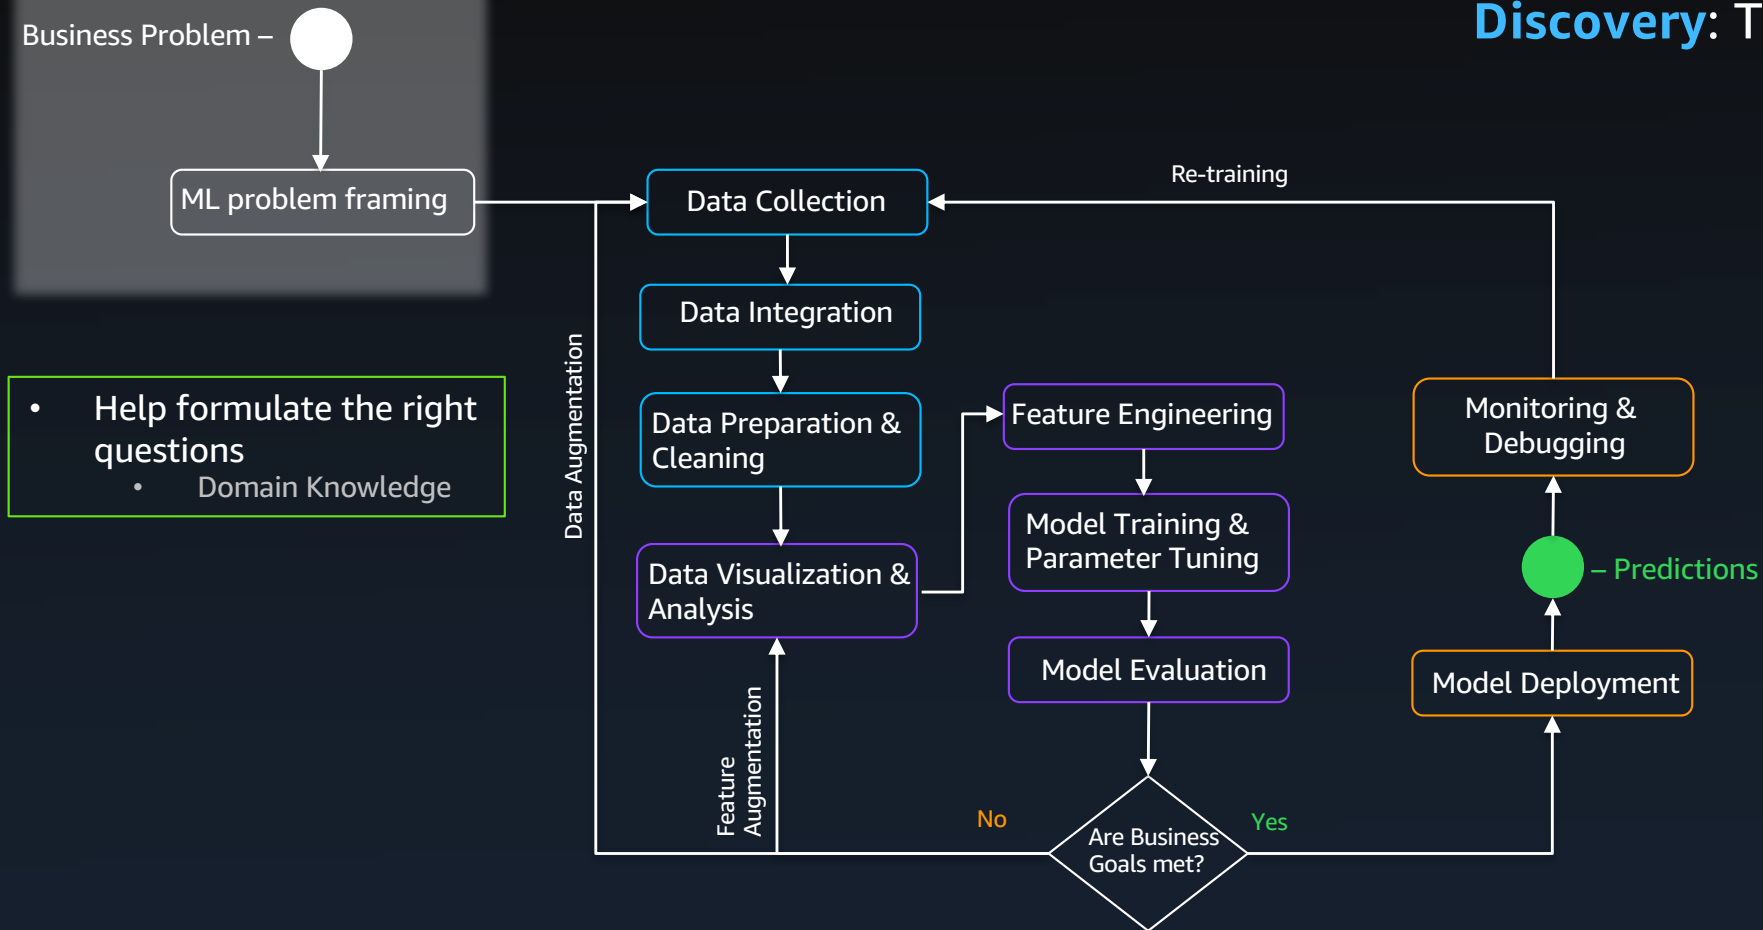 Discovery: T
Business Problem –
ML problem framing
Data Collection
Re-training
Data Integration
Data Augmentation
• Help formulate the right
questions
• Domain Knowledge
Data Preparation &
Cleaning
Feature Engineering
Monitoring &
Debugging
Model Training &
Parameter Tuning
Data Visualization &
Analysis
– Predictions
Model Evaluation
Model Deployment
Feature
Augmentation
No
Yes
Are Business
Goals met?